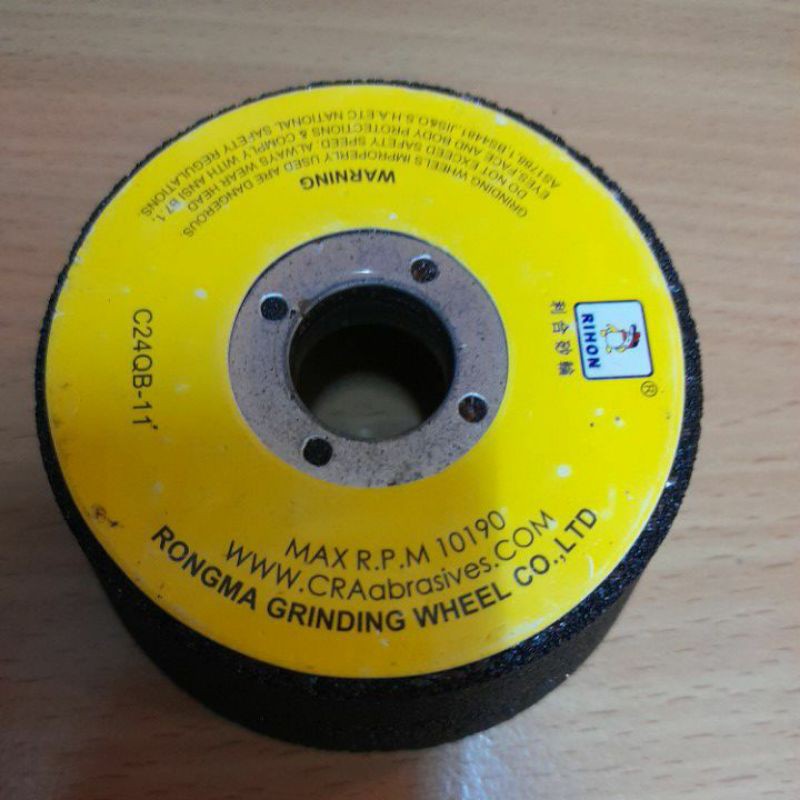 WARNING
GRINDING WHEELS IMPROPERLY USED ARE DANGEROUS
DO NOT EXCEED SAFETY SPEED. ALWAYS WEAR HEAD
EYES, FACE AND BODY PROTECTIONS & COMPLY WITH ANSI B7.1,
AS1788.1, BS4481, JIS&O.S.H.A ETC NATIONAL SAFETY REGULATIONS.
RIHON
®
利合砂輪
C24QB-11"
MAX R.P.M 10190
WWW.CRAabrasives.COM
RONGMA GRINDING WHEEL CO.,LTD